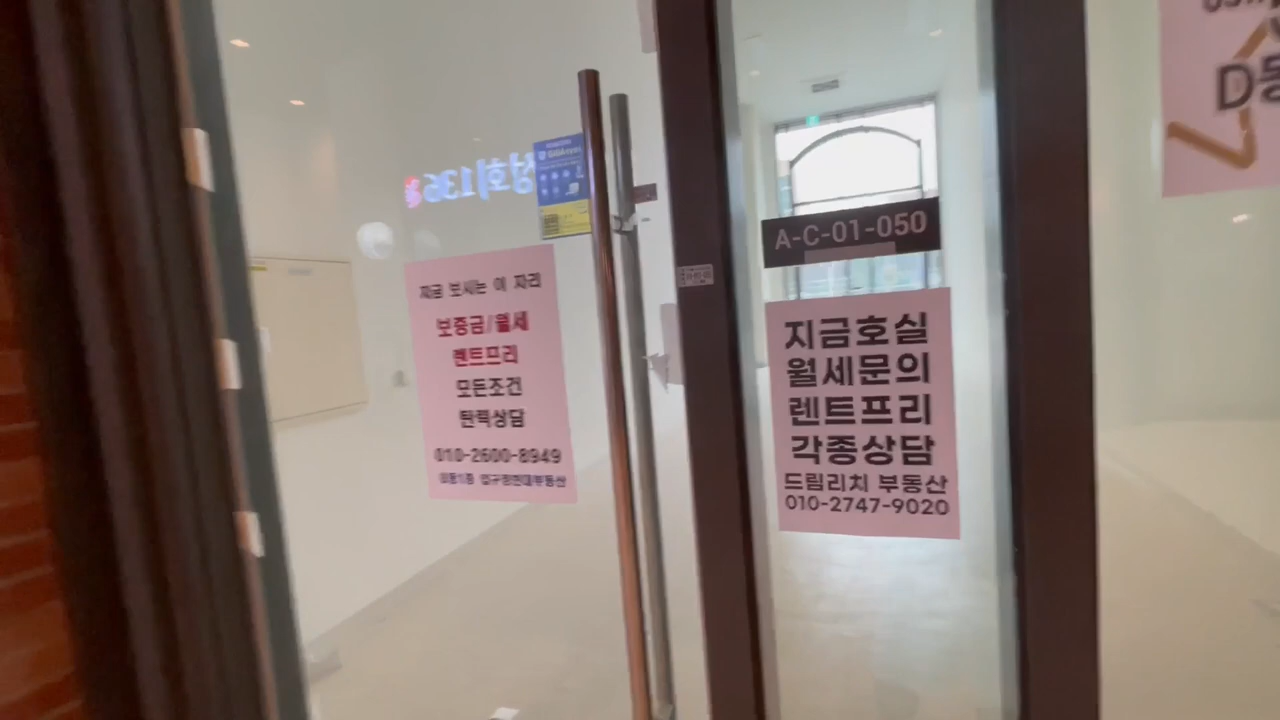 지금 보시는 이 자리
보증금/월세
렌트프리
모든조건
탄력상담
010-2600-8949
A-C-01-050
지금호실
월세문의
렌트프리
각종상담
드림리치 부동산
010-2747-9020
D동